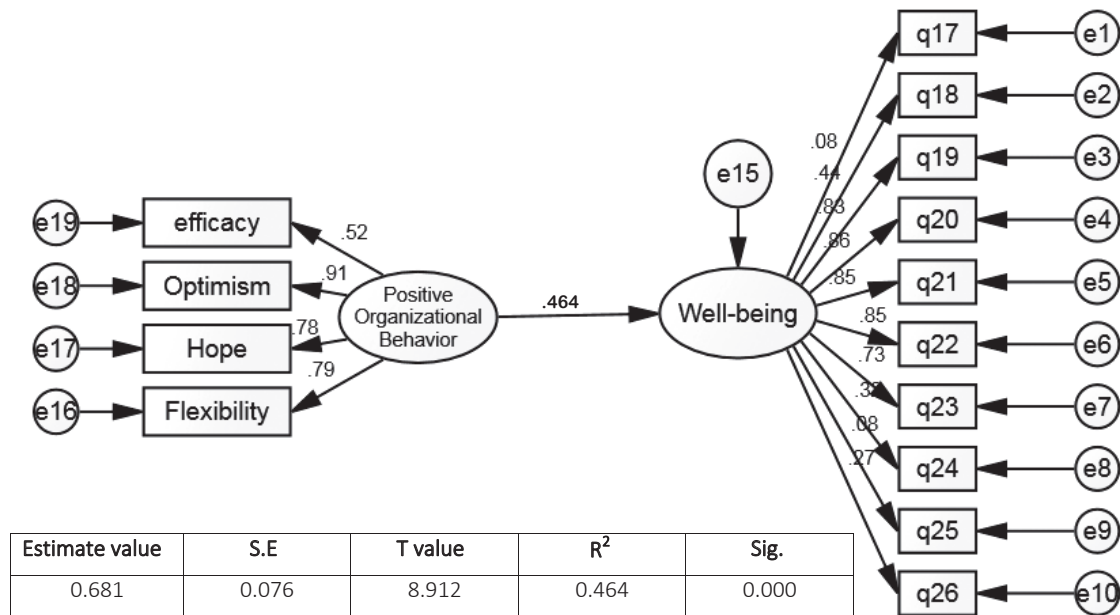 q17
e1
q18
e2
.08
e15
q19
e3
.44
e19
efficacy
.83
q20
e4
.52
.86
e18
Optimism
.91
Positive
Organizational
Behavior
.464
Well-being
.85
q21
e5
e17
Hope
.78
.85
q22
e6
.73
e16
Flexibility
.79
q23
e7
.08
q24
e8
.27
q25
e9
q26
e10
Estimate value S.E T value R² Sig.
0.681 0.076 8.912 0.464 0.000